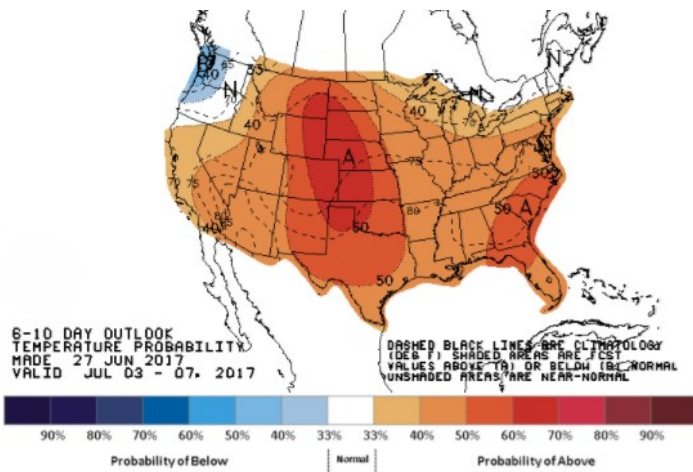 B
40
N
33
40
N
N
40
A
50
A
50
60
50
40
6-10 DAY OUTLOOK
TEMPERATURE PROBABILITY
MADE 27 JUN 2017
VALID JUL 03 - 07, 2017
DASHED BLACK LINES ARE CLIMATOLOGY
(DEG F) SHADED AREAS ARE FCST
VALUES ABOVE (A) OR BELOW (B) NORMAL
UNSHADED AREAS ARE NEAR-NORMAL
90% 80% 70% 60% 50% 40% 33% 33% 40% 50% 60% 70% 80% 90%
Probability of Below Normal Probability of Above